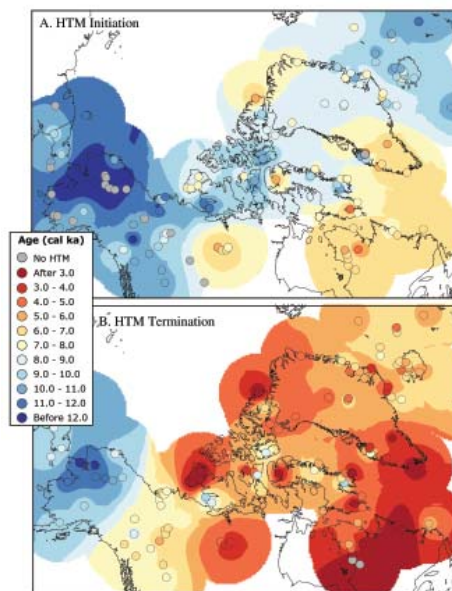 A. HTM Initiation
Age (cal ka)
No HTM
After 3.0
3.0 - 4.0
4.0 - 5.0
5.0 - 6.0
6.0 - 7.0
7.0 - 8.0
8.0 - 9.0
9.0 - 10.0
10.0 - 11.0
11.0 - 12.0
Before 12.0
B. HTM Termination